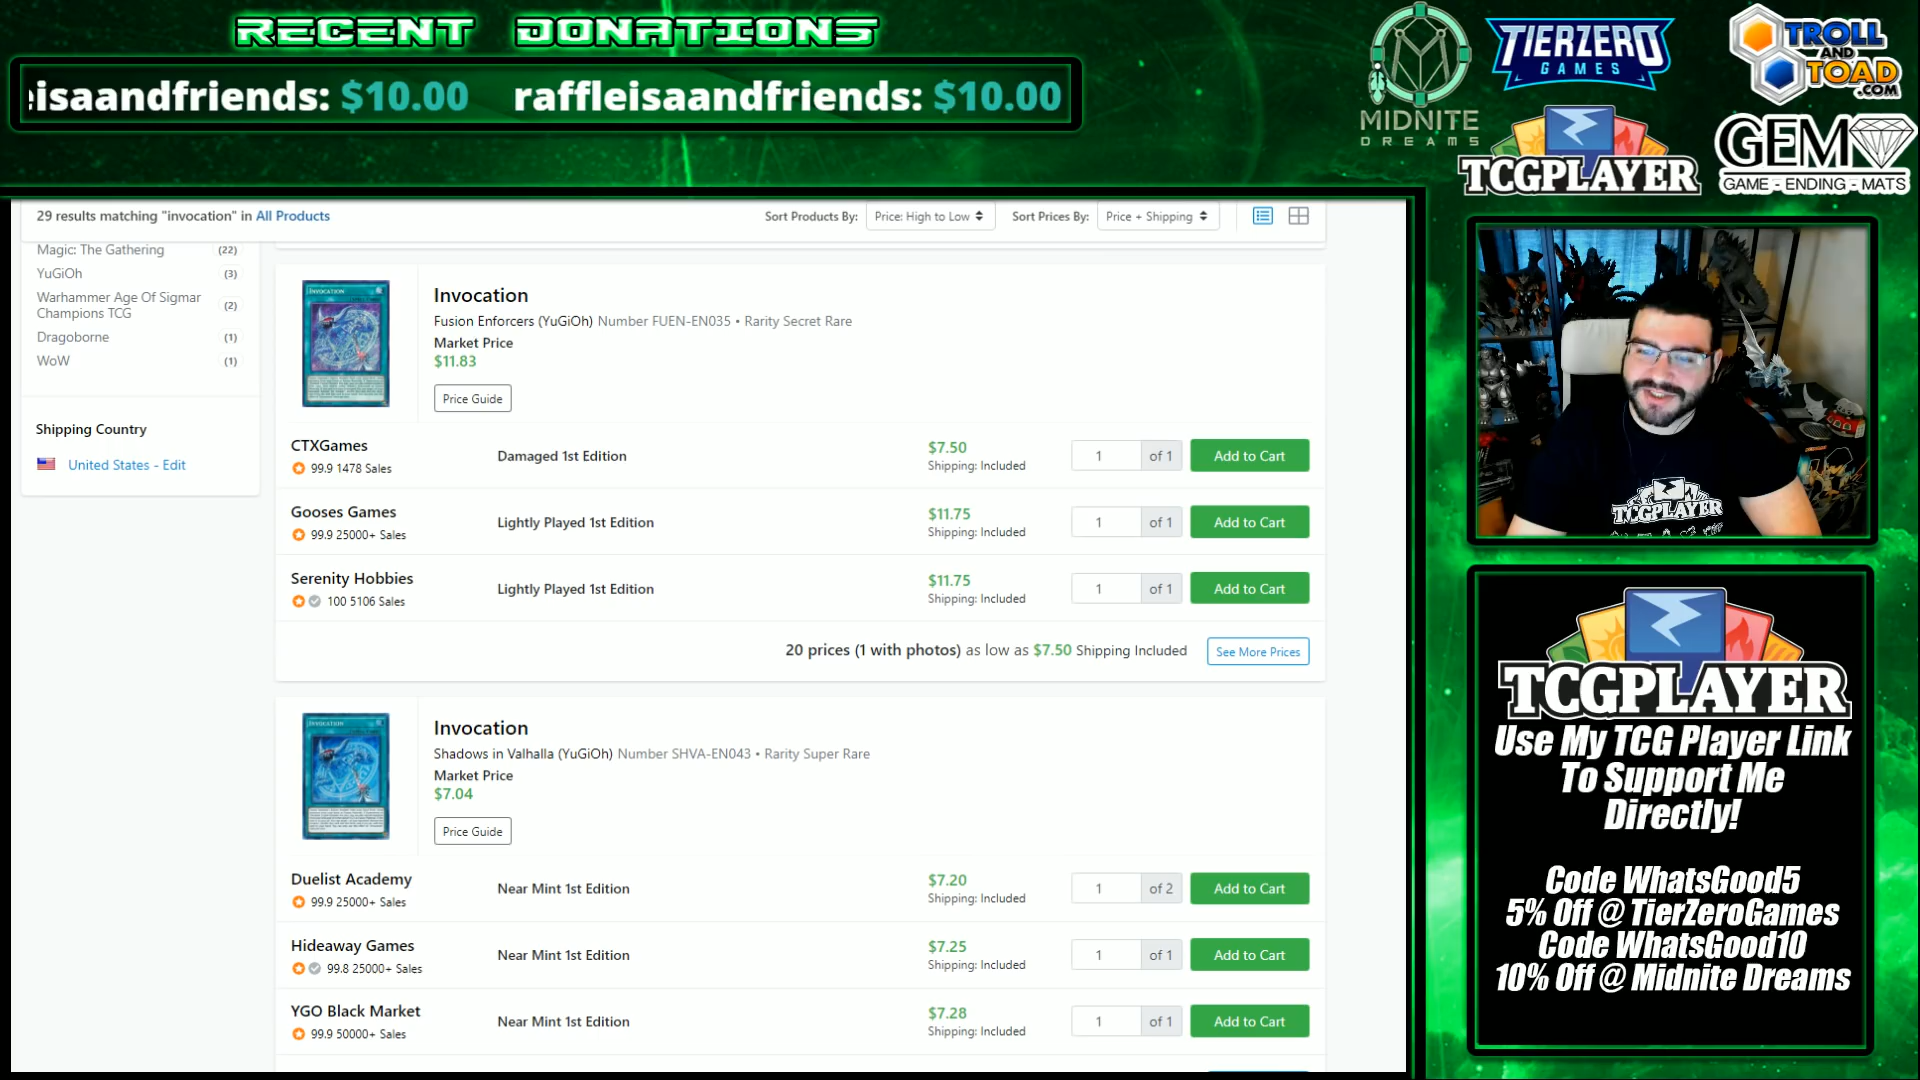 RECENT DONATIONS
isaandfriends: $10.00 raffleisaandfriends: $10.00
MIDNITE
DREAMS
TIERZERO
GAMES
TROLL
AND
TOAD
.COM
TCGPLAYER
GEM
GAME - ENDING - MATS
29 results matching "invocation" in All Products
Sort Products By: Price: High to Low
Sort Prices By: Price + Shipping
Magic: The Gathering (22)
YuGiOh (3)
Warhammer Age Of Sigmar
Champions TCG (2)
Dragoborne (1)
WoW (1)
Shipping Country
United States - Edit
INVOCATION
Invocation
Fusion Enforcers (YuGiOh) Number FUEN-EN035 • Rarity Secret Rare
Market Price
$11.83
Price Guide
CTXGames
99.9 1478 Sales
Damaged 1st Edition
$7.50
Shipping: Included
1 of 1
Add to Cart
Gooses Games
99.9 25000+ Sales
Lightly Played 1st Edition
$11.75
Shipping: Included
1 of 1
Add to Cart
Serenity Hobbies
100 5106 Sales
Lightly Played 1st Edition
$11.75
Shipping: Included
1 of 1
Add to Cart
20 prices (1 with photos) as low as $7.50 Shipping Included
See More Prices
INVOCATION
Invocation
Shadows in Valhalla (YuGiOh) Number SHVA-EN043 • Rarity Super Rare
Market Price
$7.04
Price Guide
Duelist Academy
99.9 25000+ Sales
Near Mint 1st Edition
$7.20
Shipping: Included
1 of 2
Add to Cart
Hideaway Games
99.8 25000+ Sales
Near Mint 1st Edition
$7.25
Shipping: Included
1 of 1
Add to Cart
YGO Black Market
99.9 50000+ Sales
Near Mint 1st Edition
$7.28
Shipping: Included
1 of 1
Add to Cart
TCGPLAYER
TCGPLAYER
Use My TCG Player Link
To Support Me
Directly!
Code WhatsGood5
5% Off @ TierZeroGames
Code WhatsGood10
10% Off @ Midnite Dreams